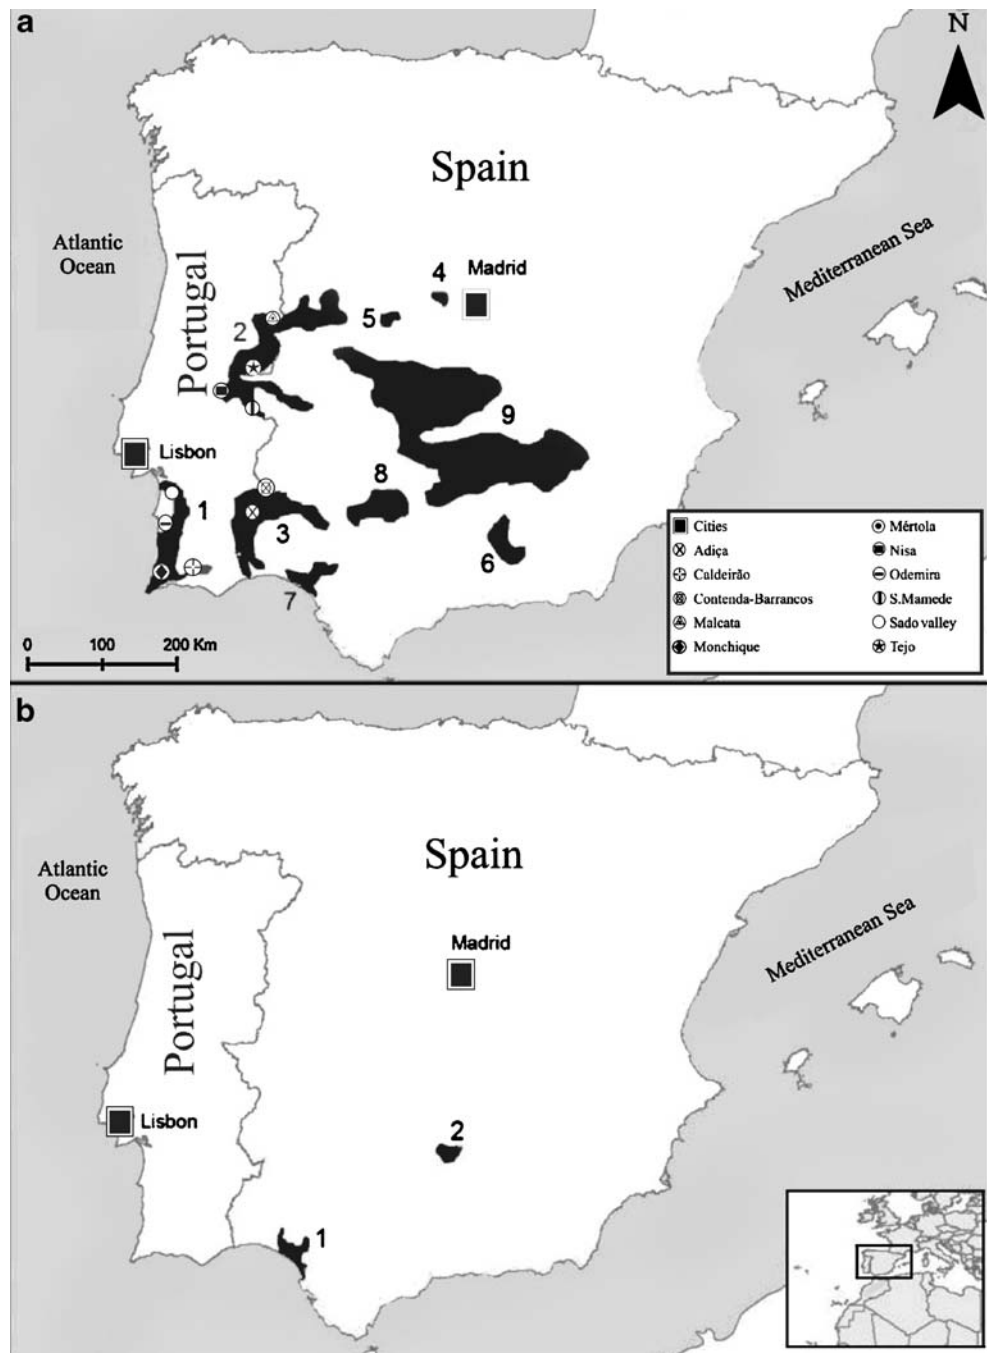 a
N
Spain
Atlantic
Ocean
Mediterranean Sea
Portugal
Madrid
4
5
2
9
Lisbon
8
1
3
6
7
Cities
Adiça
Caldeirão
Contenda-Barrancos
Malcata
Monchique
Mértola
Nisa
Odemira
S.Mamede
Sado valley
Tejo
0 100 200 Km
b
Spain
Atlantic
Ocean
Mediterranean Sea
Portugal
Madrid
Lisbon
2
1